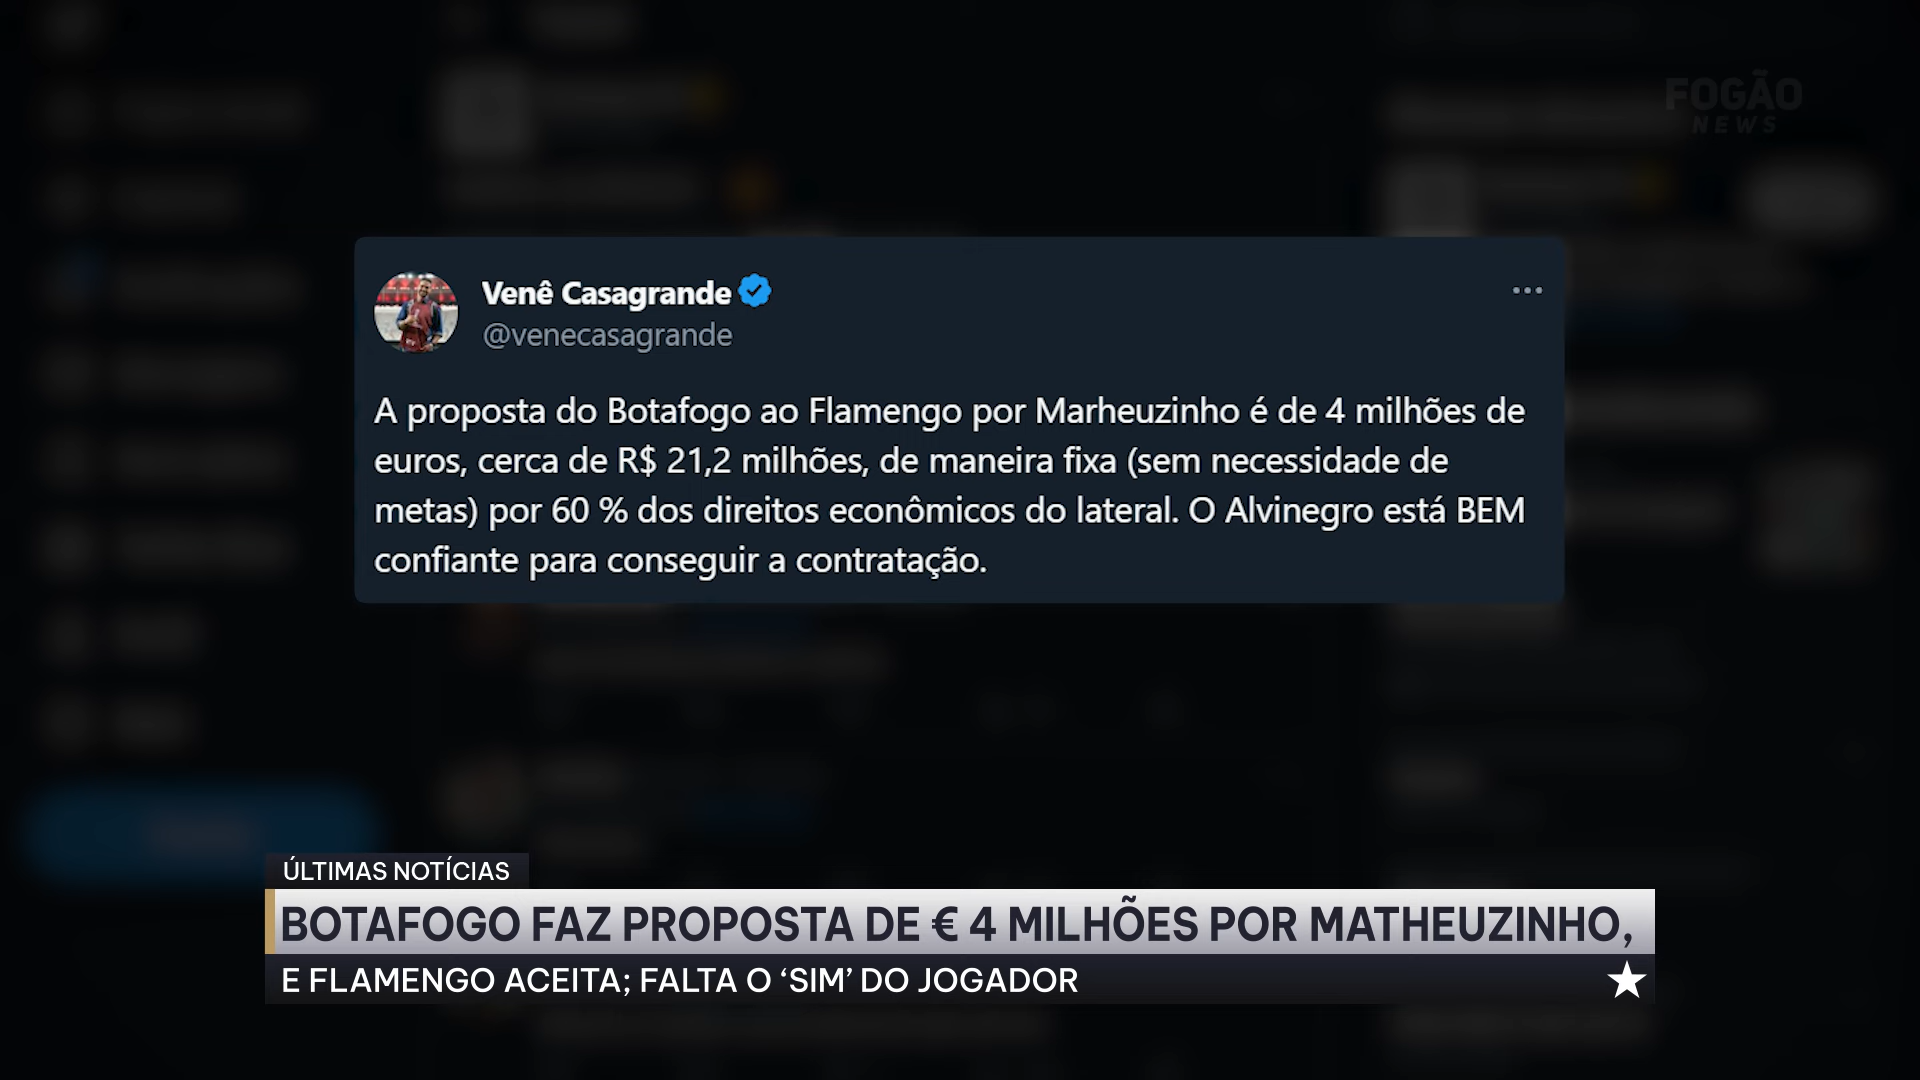 FOGÃO
NEWS
Venê Casagrande
@venecasagrande
A proposta do Botafogo ao Flamengo por Marheuzinho é de 4 milhões de
euros, cerca de R$ 21,2 milhões, de maneira fixa (sem necessidade de
metas) por 60 % dos direitos econômicos do lateral. O Alvinegro está BEM
confiante para conseguir a contratação.
ÚLTIMAS NOTÍCIAS
BOTAFOGO FAZ PROPOSTA DE € 4 MILHÕES POR MATHEUZINHO,
E FLAMENGO ACEITA; FALTA O ‘SIM’ DO JOGADOR